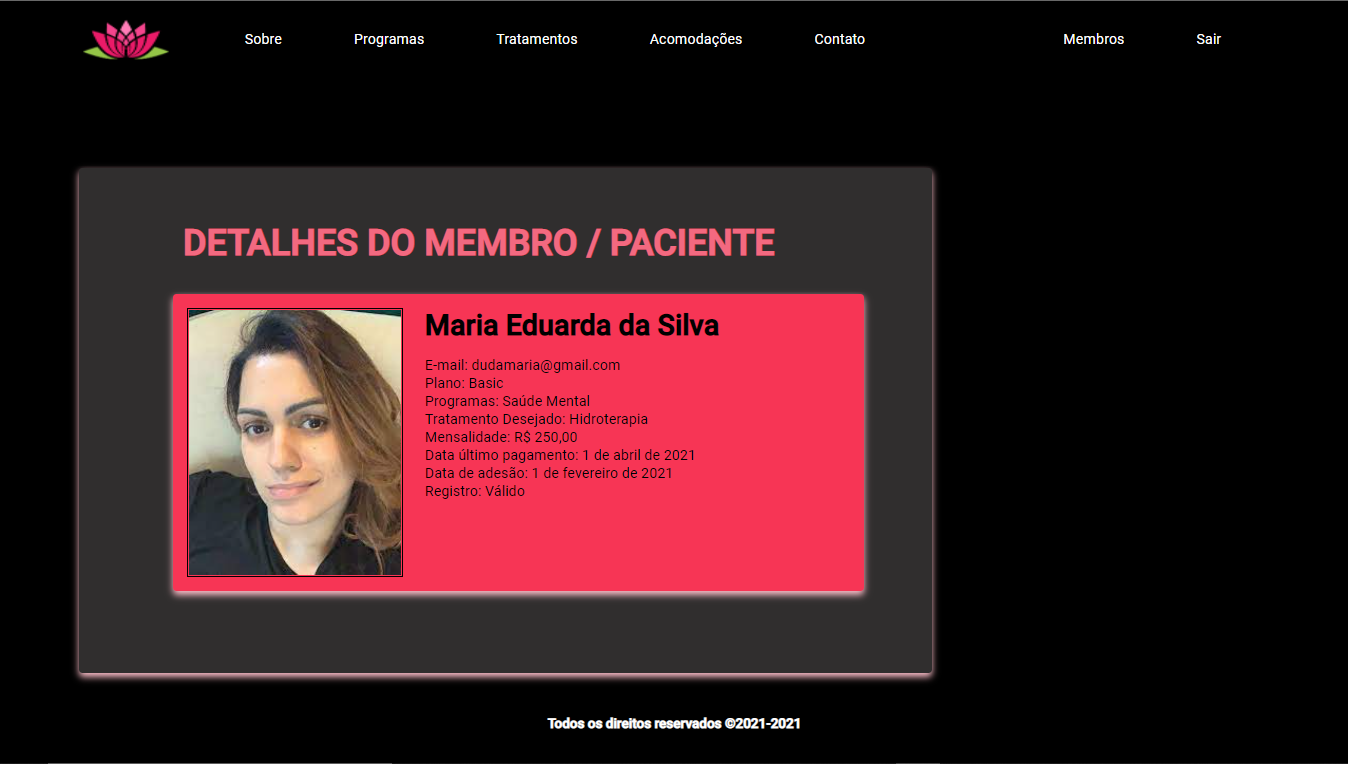 Sobre Programas Tratamentos Acomodações Contato Membros Sair
DETALHES DO MEMBRO / PACIENTE
Maria Eduarda da Silva
E-mail: dudamaria@gmail.com
Plano: Basic
Programas: Saúde Mental
Tratamento Desejado: Hidroterapia
Mensalidade: R$ 250,00
Data último pagamento: 1 de abril de 2021
Data de adesão: 1 de fevereiro de 2021
Registro: Válido
Todos os direitos reservados ©2021-2021